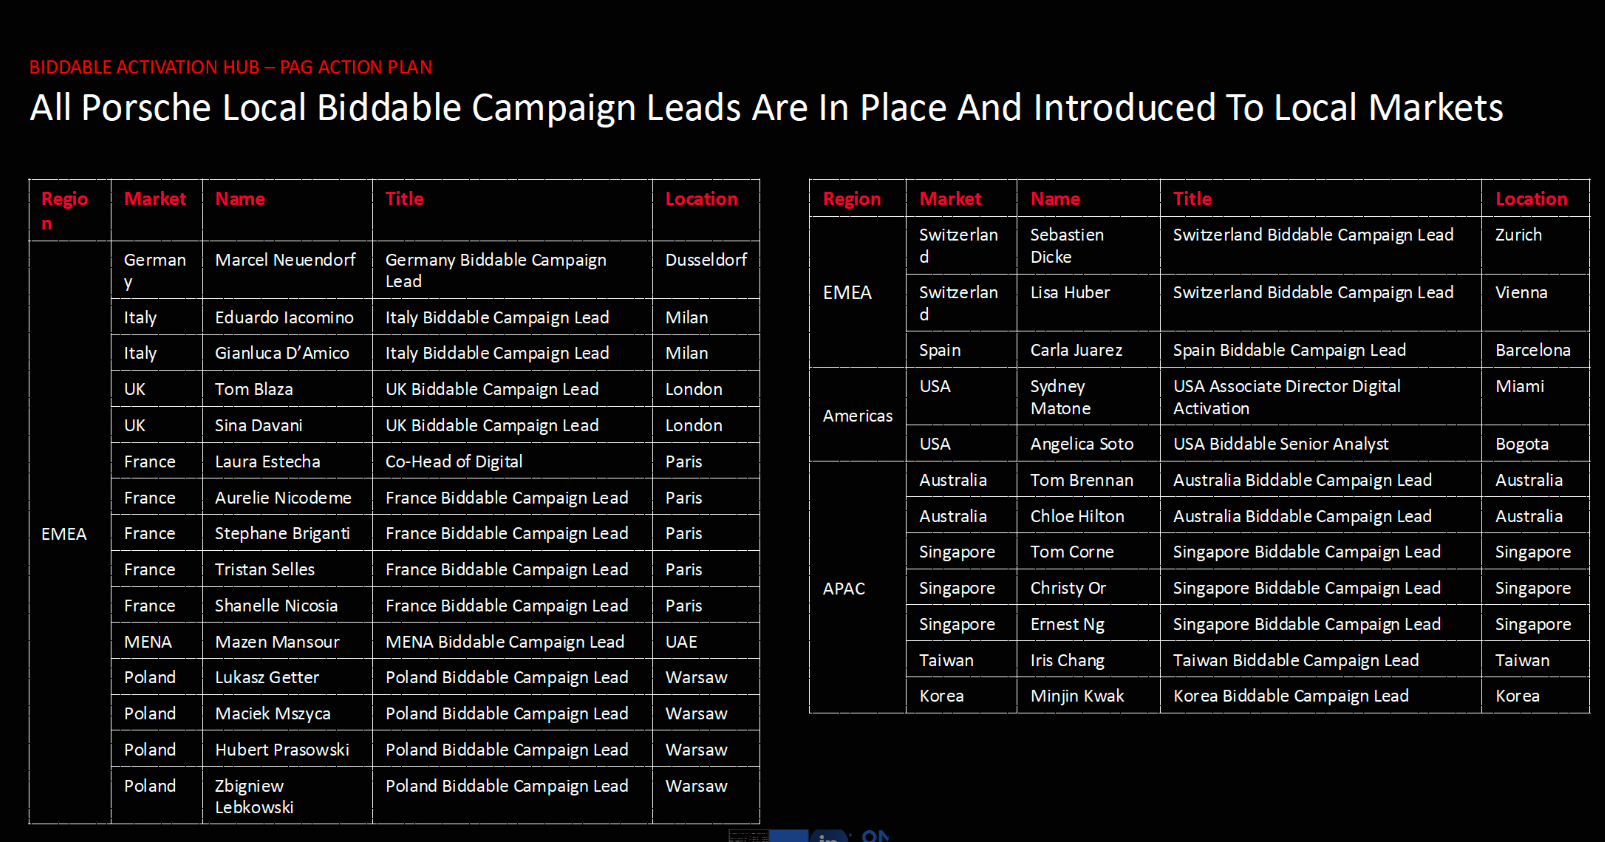 BIDDABLE ACTIVATION HUB – PAG ACTION PLAN
All Porsche Local Biddable Campaign Leads Are In Place And Introduced To Local Markets
Regio
n
Market Name Title Location
EMEA
German
y
Marcel Neuendorf Germany Biddable Campaign
Lead
Dusseldorf
Italy Eduardo Iacomino Italy Biddable Campaign Lead Milan
Italy Gianluca D’Amico Italy Biddable Campaign Lead Milan
UK Tom Blaza UK Biddable Campaign Lead London
UK Sina Davani UK Biddable Campaign Lead London
France Laura Estecha Co-Head of Digital Paris
France Aurelie Nicodeme France Biddable Campaign Lead Paris
France Stephane Briganti France Biddable Campaign Lead Paris
France Tristan Selles France Biddable Campaign Lead Paris
France Shanelle Nicosia France Biddable Campaign Lead Paris
MENA Mazen Mansour MENA Biddable Campaign Lead UAE
Poland Lukasz Getter Poland Biddable Campaign Lead Warsaw
Poland Maciek Mszyca Poland Biddable Campaign Lead Warsaw
Poland Hubert Prasowski Poland Biddable Campaign Lead Warsaw
Poland Zbigniew
Lebkowski
Poland Biddable Campaign Lead Warsaw
Region Market Name Title Location
EMEA
Switzerlan
d
Sebastien
Dicke
Switzerland Biddable Campaign Lead Zurich
Switzerlan
d
Lisa Huber Switzerland Biddable Campaign Lead Vienna
Spain Carla Juarez Spain Biddable Campaign Lead Barcelona
Americas
USA Sydney
Matone
USA Associate Director Digital
Activation
Miami
USA Angelica Soto USA Biddable Senior Analyst Bogota
APAC
Australia Tom Brennan Australia Biddable Campaign Lead Australia
Australia Chloe Hilton Australia Biddable Campaign Lead Australia
Singapore Tom Corne Singapore Biddable Campaign Lead Singapore
Singapore Christy Or Singapore Biddable Campaign Lead Singapore
Singapore Ernest Ng Singapore Biddable Campaign Lead Singapore
Taiwan Iris Chang Taiwan Biddable Campaign Lead Taiwan
Korea Minjin Kwak Korea Biddable Campaign Lead Korea